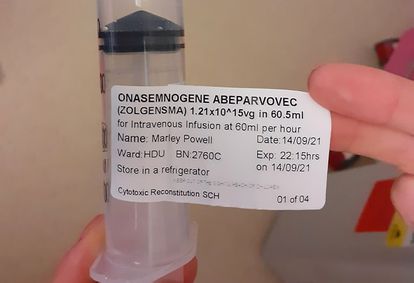 ONASEMNOGENE ABEPARVOVEC
(ZOLGENSMA) 1.21x10^15vg in 60.5ml
for Intravenous Infusion at 60ml per hour
Name: Marley Powell Date:14/09/21
Ward:HDU BN:2760C Exp: 22:15hrs
Store in a refrigerator on 14/09/21
Cytotoxic Reconstitution SCH 01 of 04